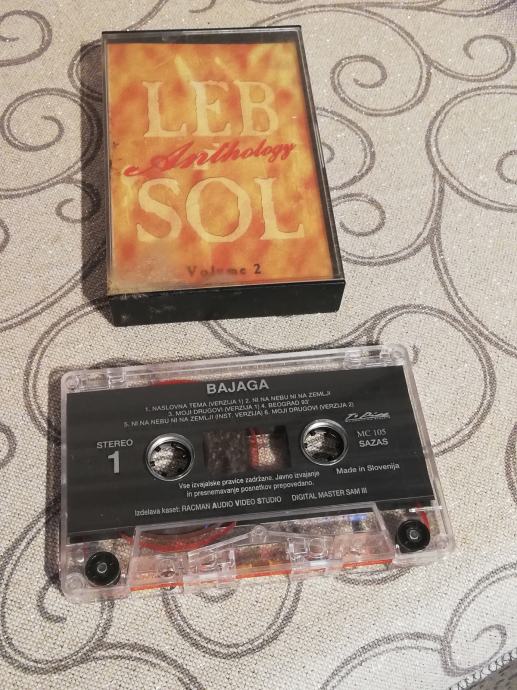 LEB
Anthology
SOL
Volume 2
BAJAGA
1. NASLOVNA TEMA (VERZIJA 1) 2. NI NA NEBU NI NA ZEMLJI
3. MOJI DRUGOVI (VERZIJA 1) 4. BEOGRAD 93'
5. NI NA NEBU NI NA ZEMLJI (INST. VERZIJA) 6. MOJI DRUGOVI (VERZIJA 2)
STEREO
1
MC 105
SAZAS
Vse izvajalske pravice zadržane. Javno izvajanje
in presnemavanje posnetkov prepovedano.
Made in Slovenija
Izdelava kaset: RACMAN AUDIO VIDEO STUDIO DIGITAL MASTER SAM III